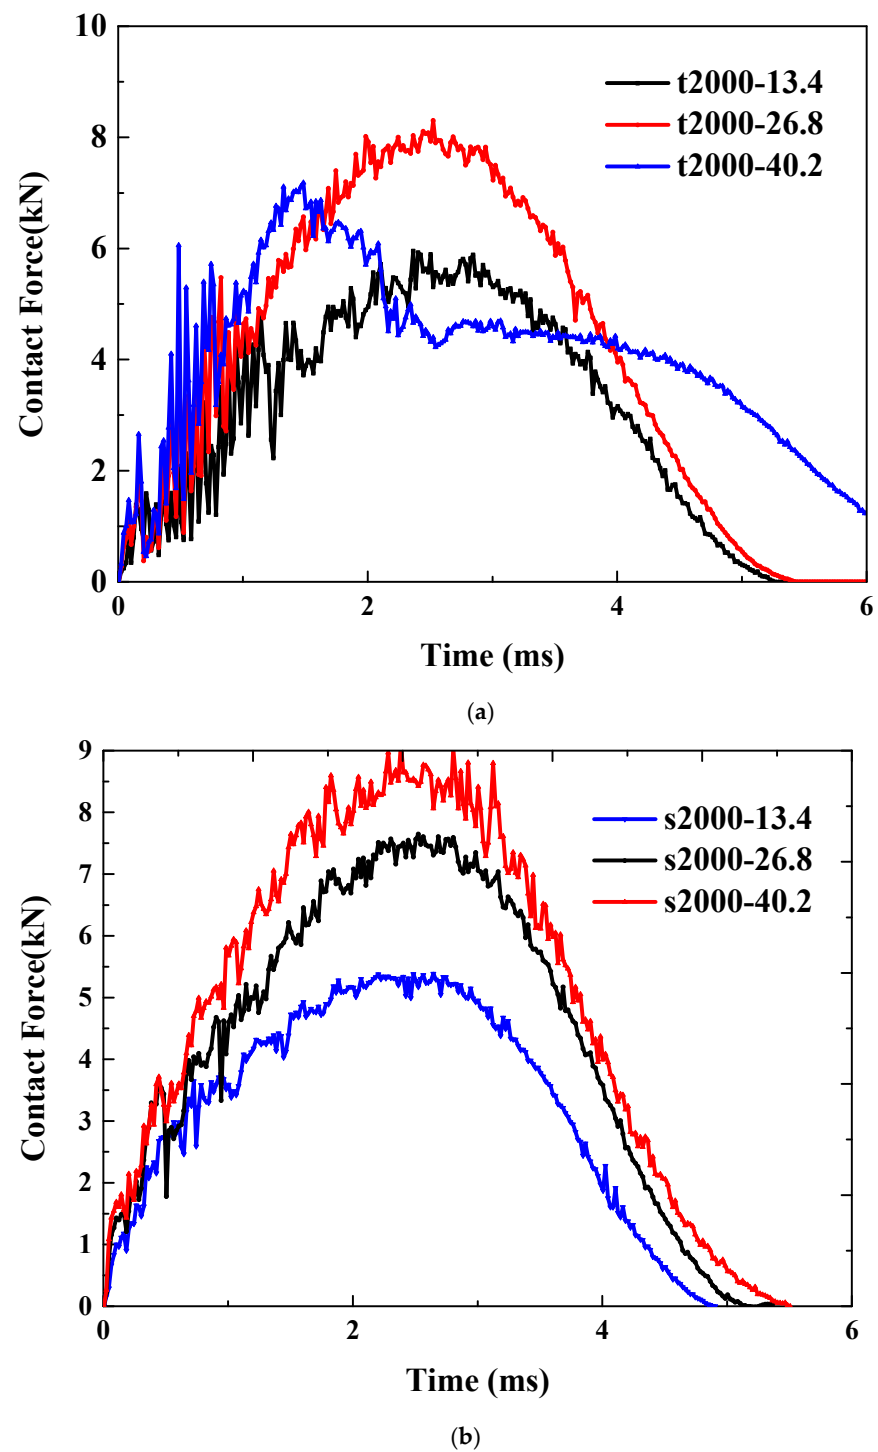 10
8
6
4
2
0
Contact Force(kN)
t2000-13.4
t2000-26.8
t2000-40.2
0 2 4 6
Time (ms)
(a)
9
8
7
6
5
4
3
2
1
0
Contact Force(kN)
s2000-13.4
s2000-26.8
s2000-40.2
0 2 4 6
Time (ms)
(b)